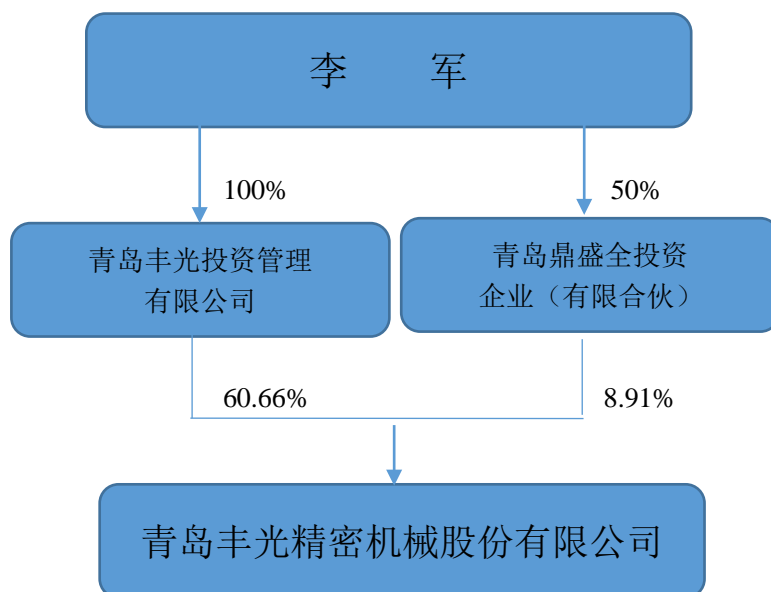 李 军
100%
50%
青岛丰光投资管理
有限公司
青岛鼎盛全投资
企业（有限合伙）
60.66%
8.91%
青岛丰光精密机械股份有限公司